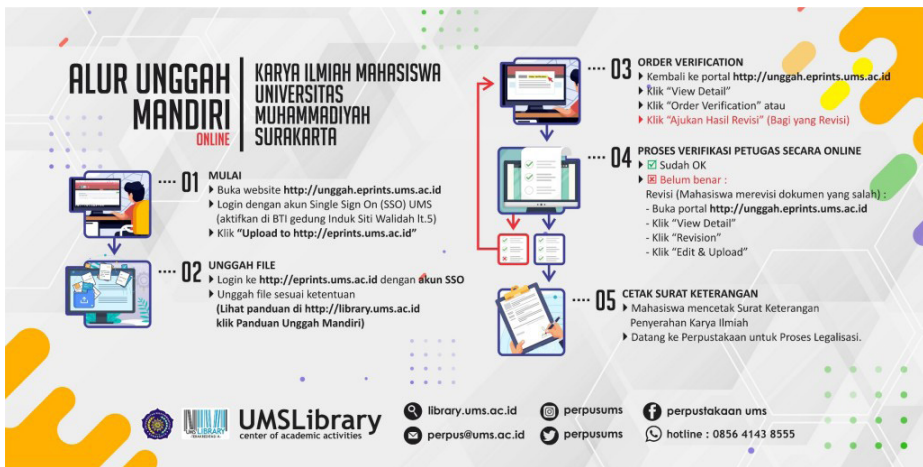 ALUR UNGGAH
MANDIRI
ONLINE
KARYA ILMIAH MAHASISWA
UNIVERSITAS
MUHAMMADIYAH
SURAKARTA
01 MULAI
Buka website http://unggah.eprints.ums.ac.id
Login dengan akun Single Sign On (SSO) UMS
(aktifkan di BTI gedung Induk Siti Walidah lt.5)
Klik “Upload to http://eprints.ums.ac.id”
02 UNGGAH FILE
Login ke http://eprints.ums.ac.id dengan akun SSO
Unggah file sesuai ketentuan
(Lihat panduan di http://library.ums.ac.id
klik Panduan Unggah Mandiri)
03 ORDER VERIFICATION
Kembali ke portal http://unggah.eprints.ums.ac.id
Klik “View Detail”
Klik “Order Verification” atau
Klik “Ajukan Hasil Revisi” (Bagi yang Revisi)
04 PROSES VERIFIKASI PETUGAS SECARA ONLINE
Sudah OK
Belum benar :
Revisi (Mahasiswa merevisi dokumen yang salah) :
- Buka portal http://unggah.eprints.ums.ac.id
- Klik “View Detail”
- Klik “Revision”
- Klik “Edit & Upload”
05 CETAK SURAT KETERANGAN
Mahasiswa mencetak Surat Keterangan
Penyerahan Karya Ilmiah
Datang ke Perpustakaan untuk Proses Legalisasi.
UMSLibrary
center of academic activities
library.ums.ac.id
perpus@ums.ac.id
perpusums
perpusums
perpustakaan ums
hotline : 0856 4143 8555